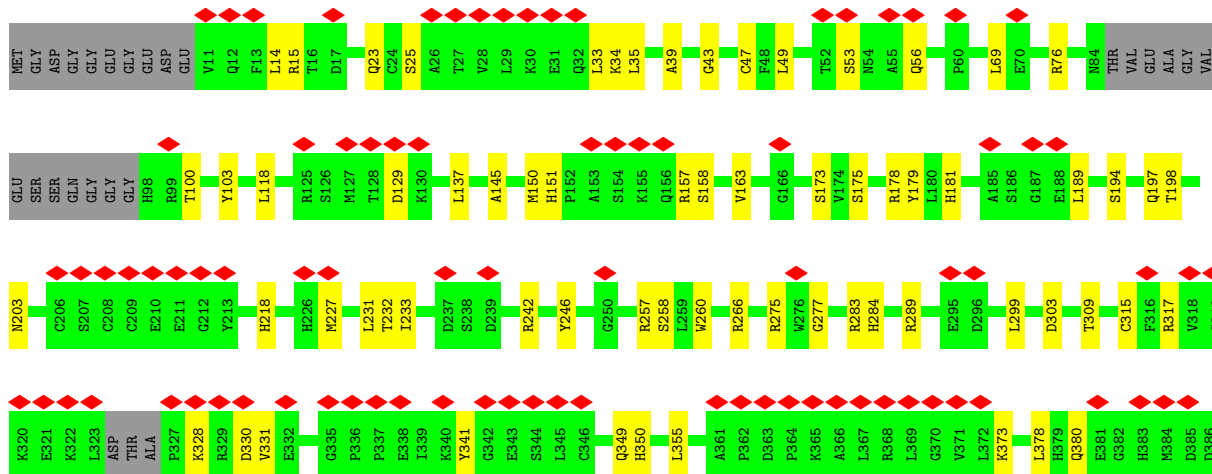 MET GLY ASP GLY GLY GLU GLY GLU ASP GLU V11 Q12 F13 L14 R15 T16 D17 Q23 C24 S25 A26 T27 V28 L29 K30 E31 Q32 L33 K34 L35 A39 G43 C47 F48 L49 T52 S53 N54 A55 Q56 P60 L69 E70 R76 N84 THR VAL GLU ALA GLY VAL
GLU SER SER GLN GLY GLY GLY H98 R99 T100 Y103 L118 R125 S126 M127 T128 D129 K130 L137 A145 M150 H151 P152 A153 S154 K155 Q156 R157 S158 V163 G166 S173 V174 S175 R178 Y179 L180 H181 A185 S186 G187 E188 L189 S194 Q197 T198
N203 C206 S207 C208 C209 E210 E211 G212 Y213 H218 H226 M227 L231 T232 I233 D237 S238 D239 R242 Y246 G250 R257 S258 L259 W260 R266 R275 W276 G277 R283 H284 R289 E295 D296 L299 D303 T309 C315 F316 R317 V318
K320 E321 K322 L323 ASP THR ALA P327 K328 R329 D330 V331 E332 G335 P336 P337 E338 I339 K340 Y341 G342 E343 S344 L345 C346 Q349 H350 L355 A361 P362 D363 P364 K365 A366 L367 R368 L369 G370 V371 L372 K373 L378 H379 Q380 E381 G382 H383 M384 D385 D386